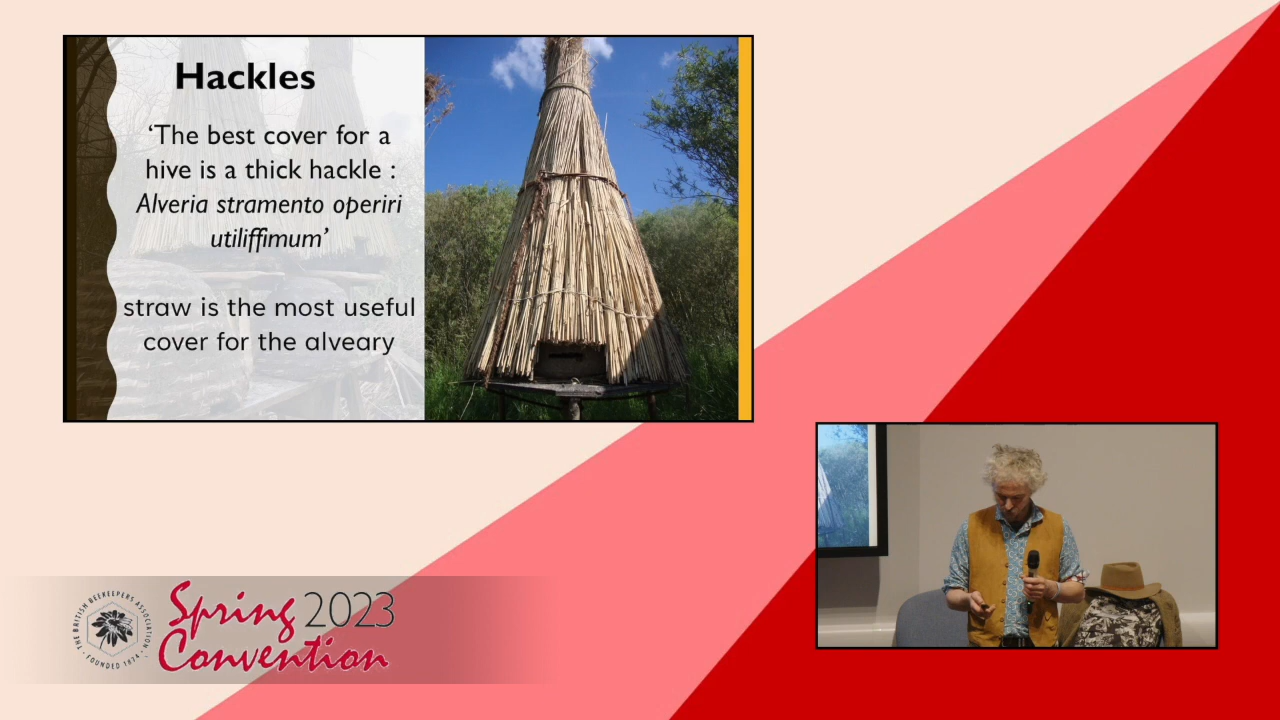 Hackles
‘The best cover for a
hive is a thick hackle :
Alveria stramento operiri
utiliffimum’
straw is the most useful
cover for the alveary
THE BRITISH BEEKEEPERS ASSOCIATION
· FOUNDED 1874 ·
Spring 2023
Convention